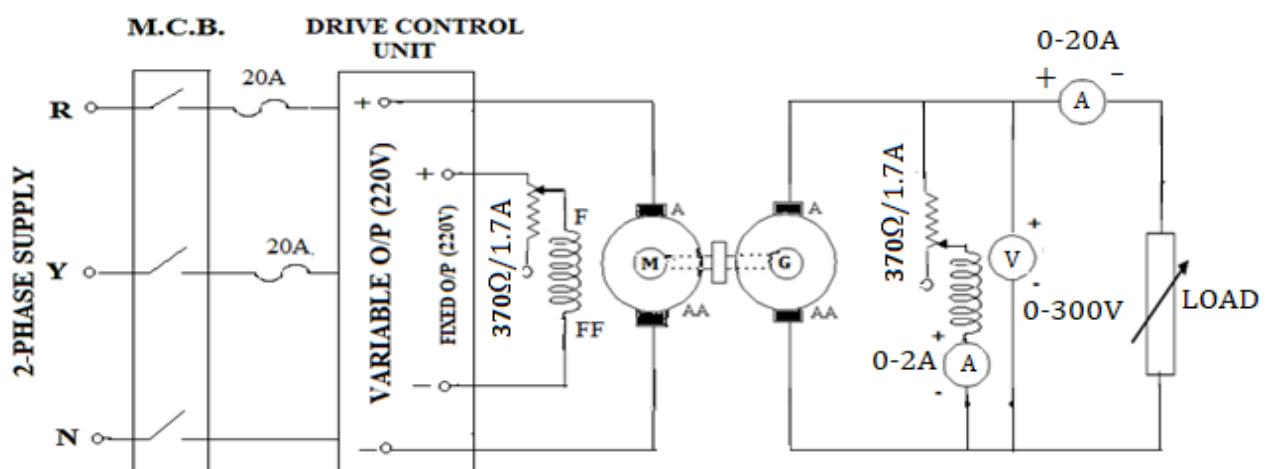 M.C.B.
DRIVE CONTROL
UNIT
0-20A
+
−
A
20A
R
+
2-PHASE SUPPLY
VARIABLE O/P (220V)
FIXED O/P (220V)
+
370Ω/1.7A
F
FF
A
M
AA
A
G
AA
370Ω/1.7A
+
V
-
0-300V
LOAD
20A
Y
+
0-2A
A
-
−
N
−